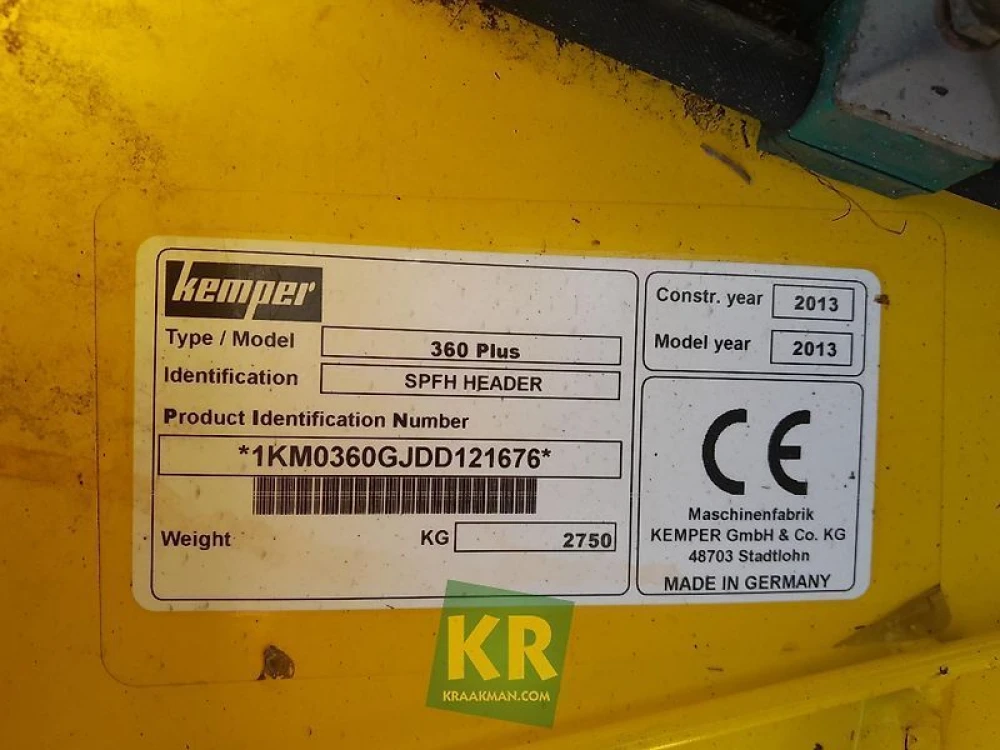 kemper
Type / Model 360 Plus
Identification SPFH HEADER
Product Identification Number
*1KM0360GJDD121676*
Weight KG 2750
Constr. year 2013
Model year 2013
CE
Maschinenfabrik
KEMPER GmbH & Co. KG
48703 Stadtlohn
MADE IN GERMANY
KR
KRAAKMAN.COM